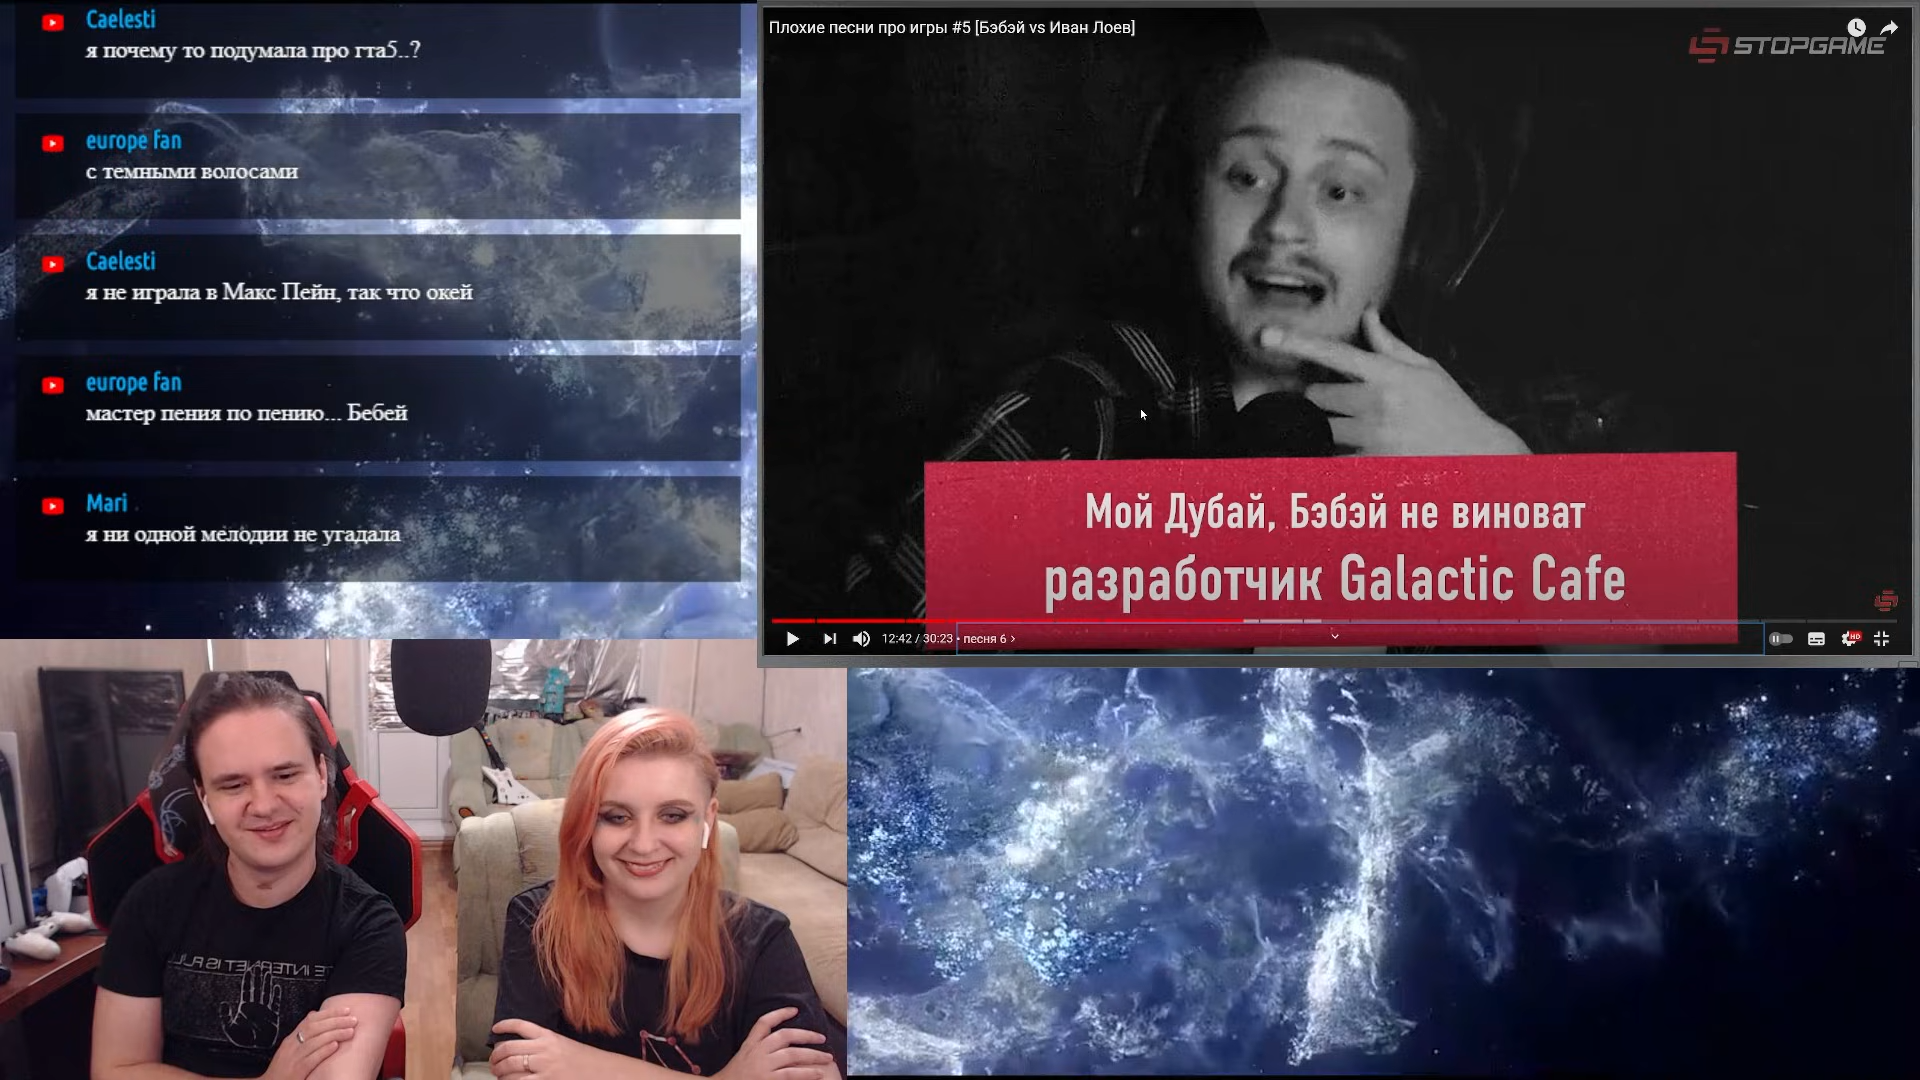 Caelesti
я почему то подумала про гта5..?
europe fan
с темными волосами
Caelesti
я не играла в Макс Пейн, так что окей
europe fan
мастер пения по пению... Бебей
Mari
я ни одной мелодии не угадала
Плохие песни про игры #5 [Бэбэй vs Иван Лоев]
STOPGAME
Мой Дубай, Бэбэй не виноват
разработчик Galactic Cafe
12:42 / 30:23 • песня 6 ›
HD